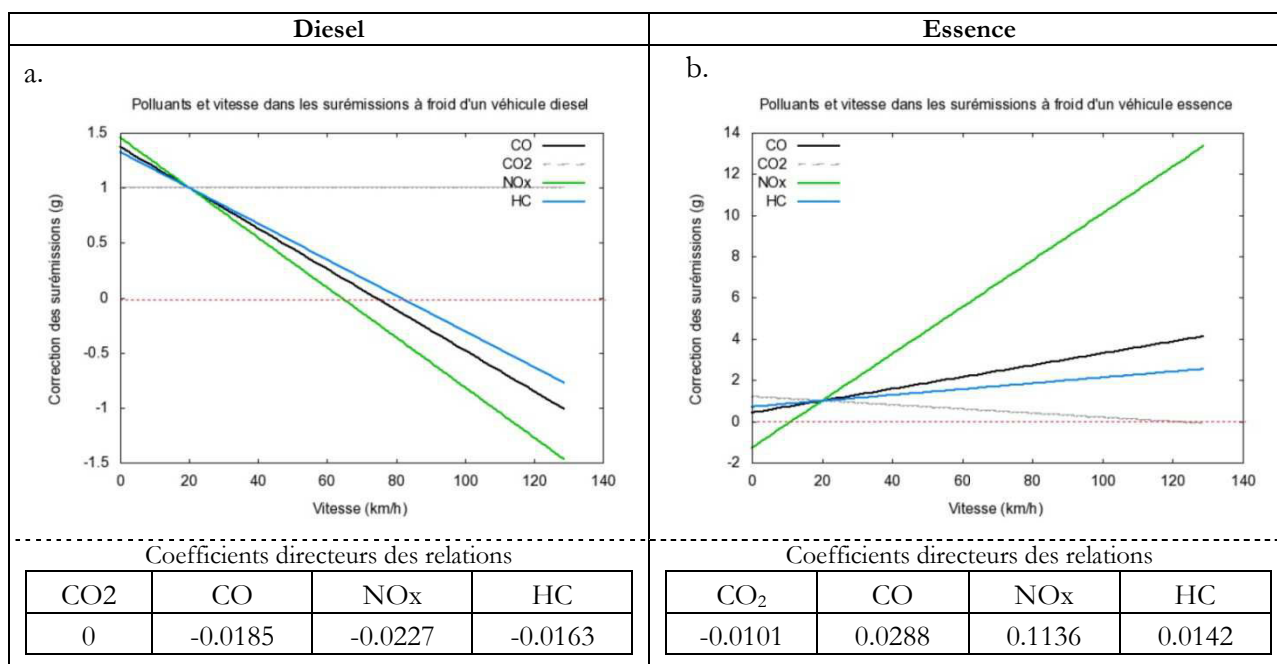 Diesel
Essence
a.
Polluants et vitesse dans les surémissions à froid d'un véhicule diesel
CO
CO2
NOx
HC
1.5
1
0.5
0
-0.5
-1
-1.5
Correction des surémissions (g)
0 20 40 60 80 100 120 140
Vitesse (km/h)
b.
Polluants et vitesse dans les surémissions à froid d'un véhicule essence
CO
CO2
NOx
HC
14
12
10
8
6
4
2
0
-2
Correction des surémissions (g)
0 20 40 60 80 100 120 140
Vitesse (km/h)
Coefficients directeurs des relations
CO2 CO NOx HC
0 -0.0185 -0.0227 -0.0163
Coefficients directeurs des relations
CO₂ CO NOx HC
-0.0101 0.0288 0.1136 0.0142